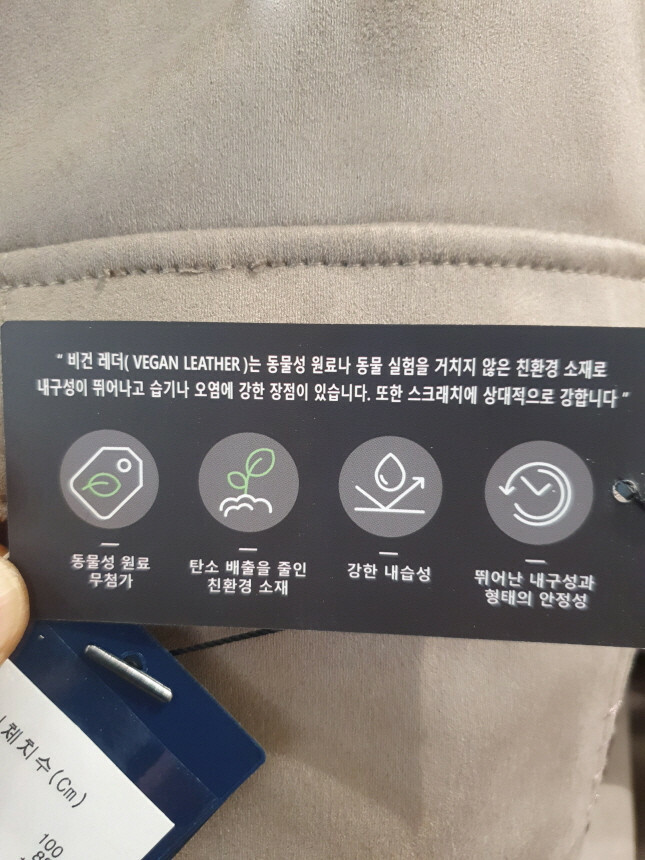 “ 비건 레더( VEGAN LEATHER )는 동물성 원료나 동물 실험을 거치지 않은 친환경 소재로
내구성이 뛰어나고 습기나 오염에 강한 장점이 있습니다. 또한 스크래치에 상대적으로 강합니다 ”
동물성 원료
무첨가
탄소 배출을 줄인
친환경 소재
강한 내습성
뛰어난 내구성과
형태의 안정성
체치수(Cm)
100